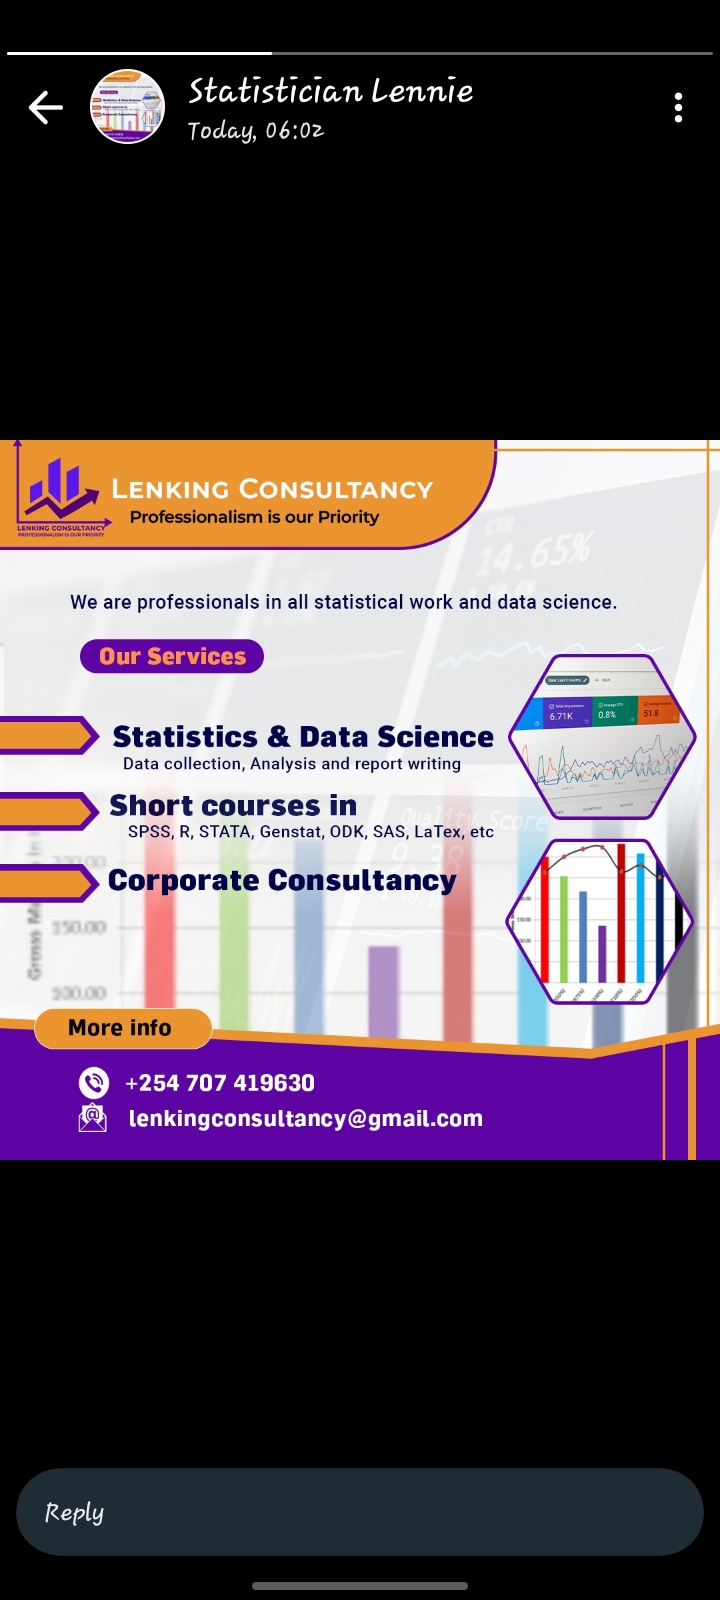 Statistician Lennie
Today, 06:02
LENKING CONSULTANCY
Professionalism is our Priority
LENKING CONSULTANCY
PROFESSIONALISM IS OUR PRIORITY
CTR
14.65%
We are professionals in all statistical work and data science.
Our Services
Statistics & Data Science
Data collection, Analysis and report writing
6.71K
0.8%
51.8
Short courses in
SPSS, R, STATA, Genstat, ODK, SAS, LaTex, etc
Quality Score
Corporate Consultancy
150.00
100.00
More info
+254 707 419630
lenkingconsultancy@gmail.com
Reply